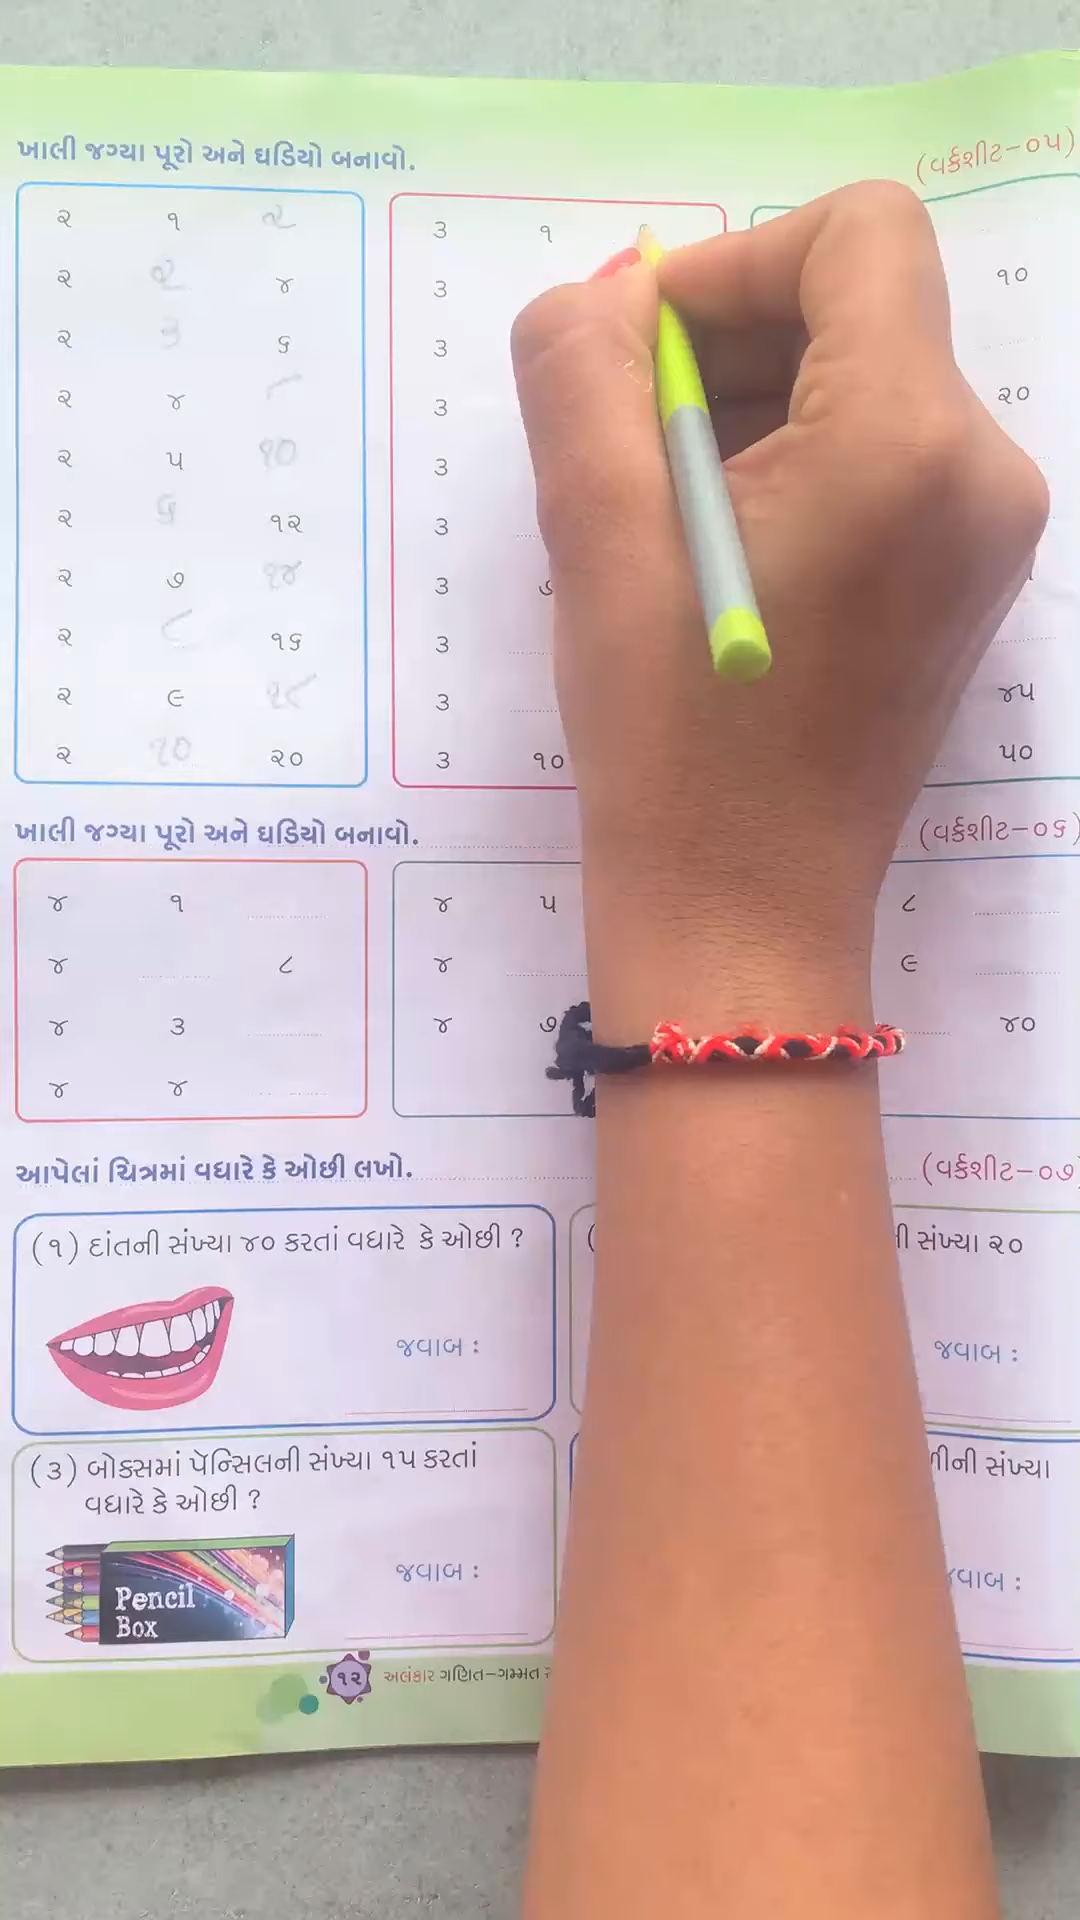 ખાલી જગ્યા પૂરો અને ઘડિયો બનાવો.
(વર્કશીટ-૦૫)
૨ ૧ ૨
૨ ૨ ૪
૨ ૩ ૬
૨ ૪
૨ ૫ ૧૦
૨ ૬ ૧૨
૨ ૭ ૧૪
૨ ૮ ૧૬
૨ ૯ ૧૮
૨ ૧૦ ૨૦
૩ ૧
૩
૩
૩
૩
૩
૩ ૭
૩
૩
૩ ૧૦
૧૦
૨૦
૪૫
૫૦
ખાલી જગ્યા પૂરો અને ઘડિયો બનાવો.
(વર્કશીટ-૦૬)
૪ ૧
૪ ૮
૪ ૩
૪ ૪
૪ ૫
૪
૪ ૭
૮
૯
૪૦
આપેલાં ચિત્રમાં વધારે કે ઓછી લખો.
(વર્કશીટ-૦૭)
(૧) દાંતની સંખ્યા ૪૦ કરતાં વધારે કે ઓછી ?
જવાબ :
સંખ્યા ૨૦
જવાબ :
(૩) બોક્સમાં પૅન્સિલની સંખ્યા ૧૫ કરતાં
વધારે કે ઓછી ?
Pencil
Box
જવાબ :
સંખ્યા
૧૨ અલંકાર ગણિત-ગમ્મત